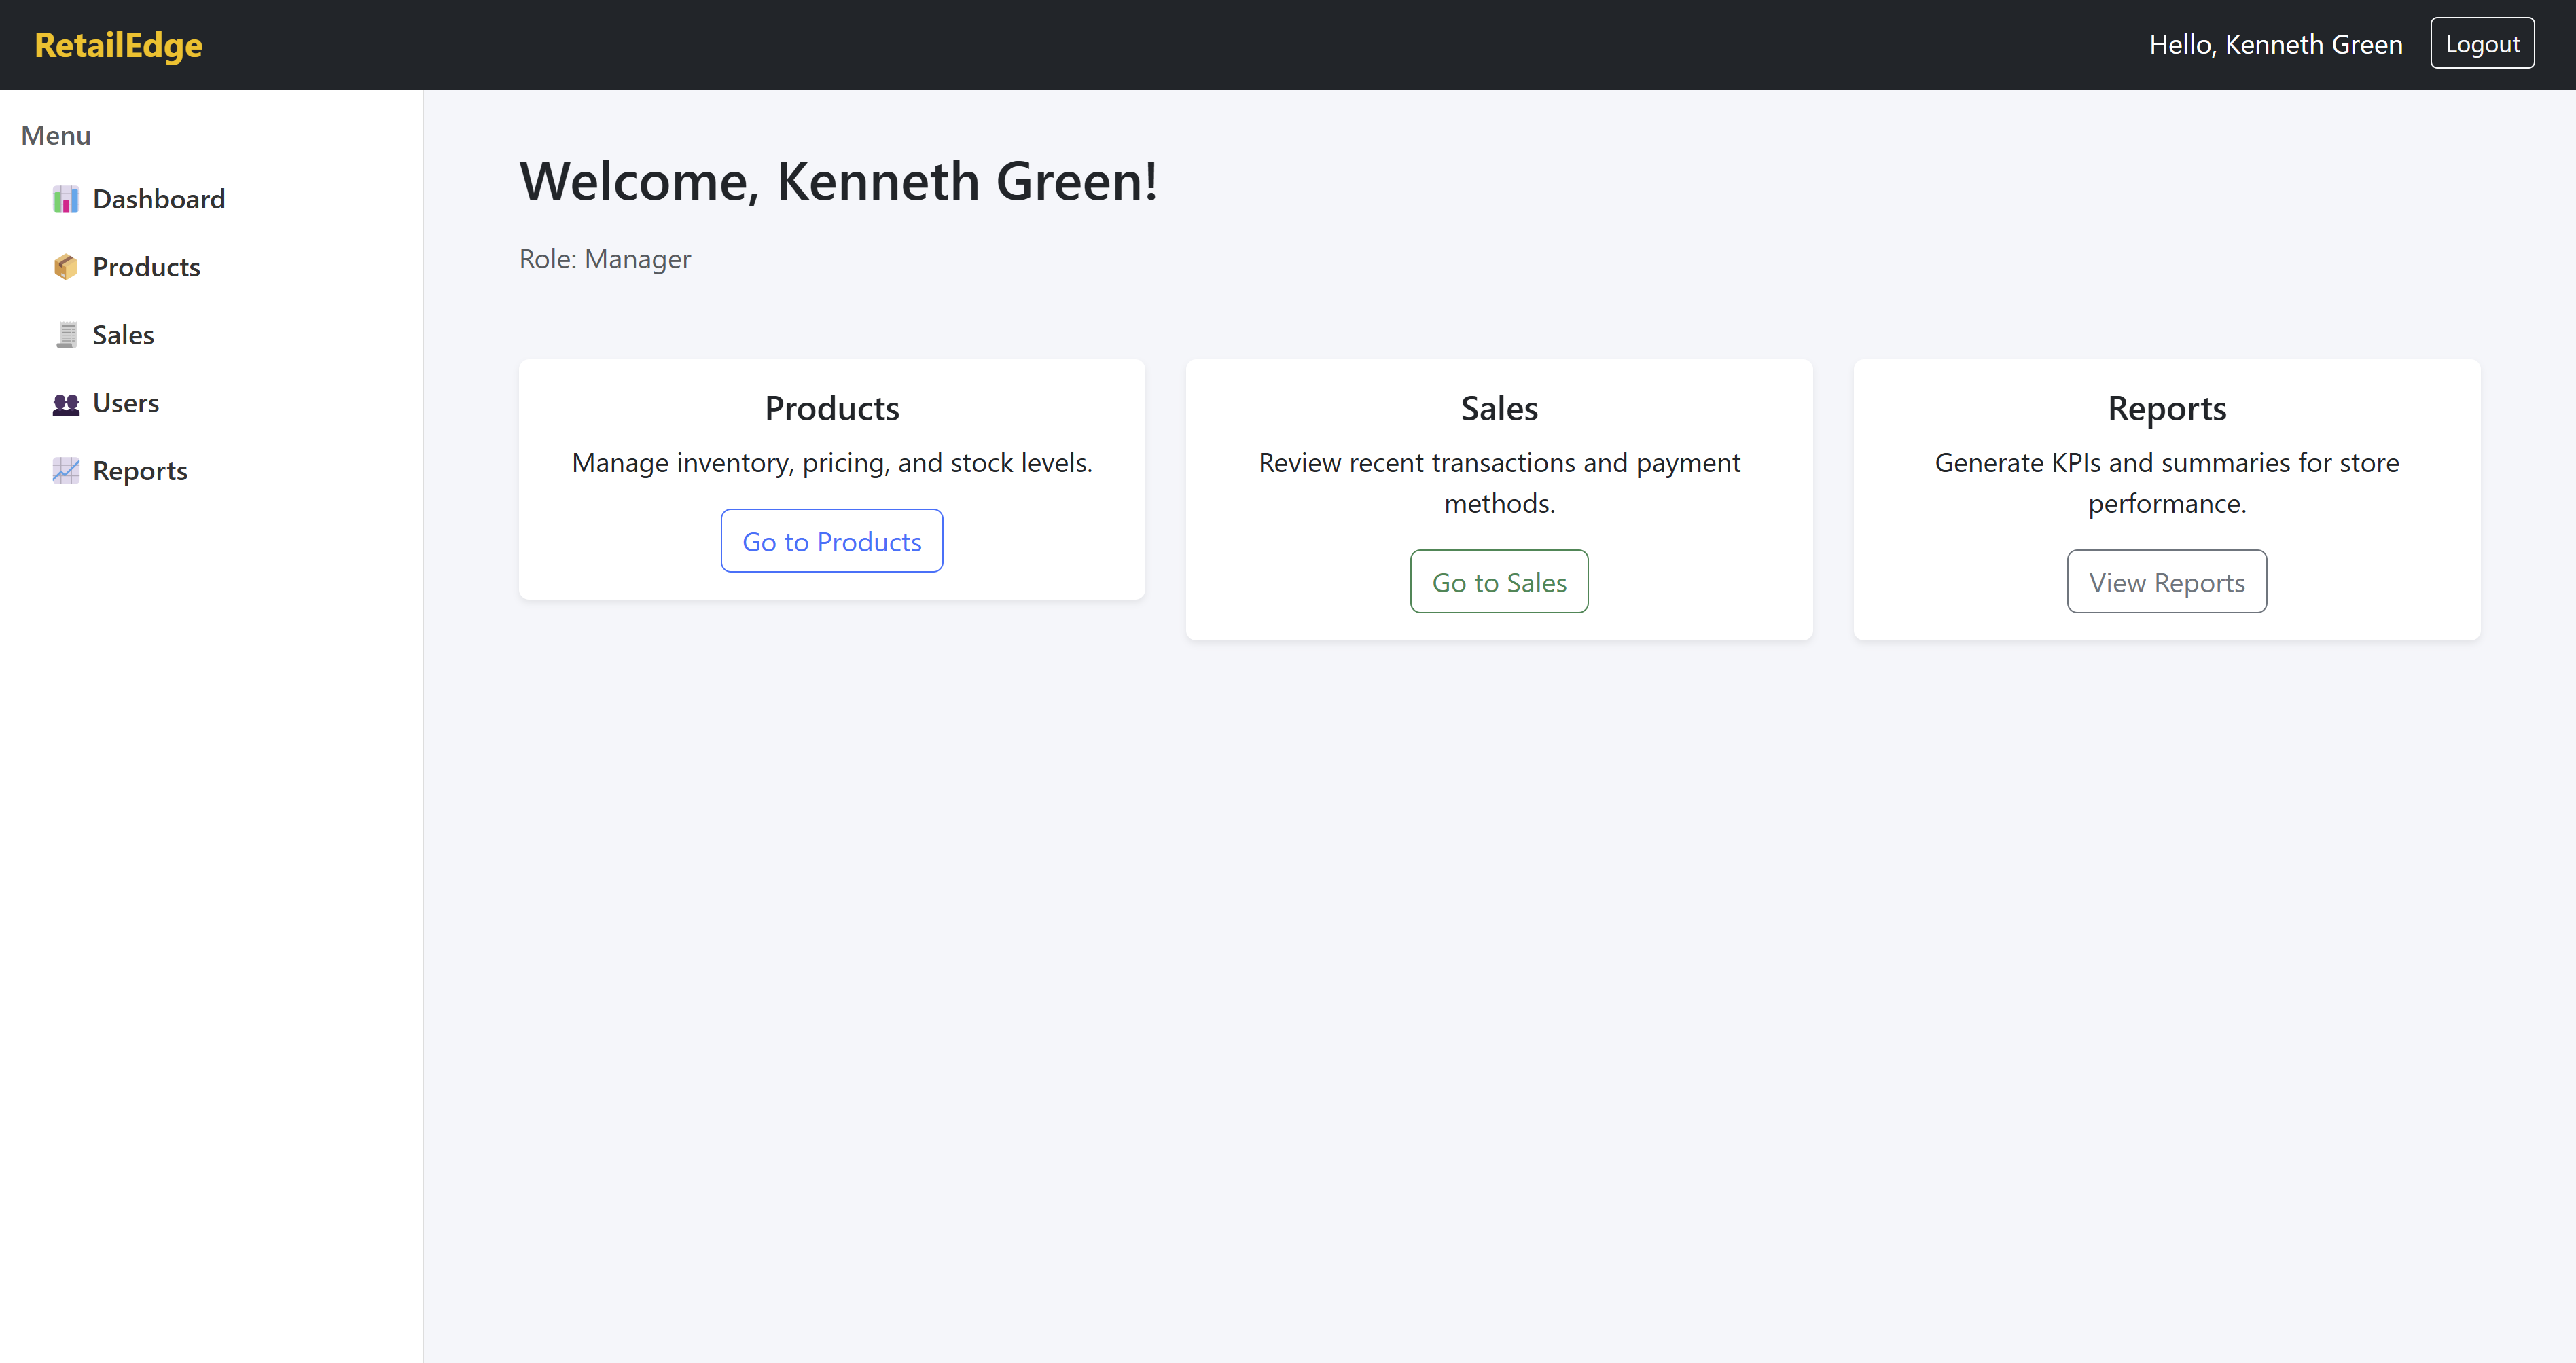 RetailEdge
Hello, Kenneth Green
Logout
Menu
Dashboard
Products
Sales
Users
Reports
Welcome, Kenneth Green!
Role: Manager
Products
Manage inventory, pricing, and stock levels.
Go to Products
Sales
Review recent transactions and payment
methods.
Go to Sales
Reports
Generate KPIs and summaries for store
performance.
View Reports